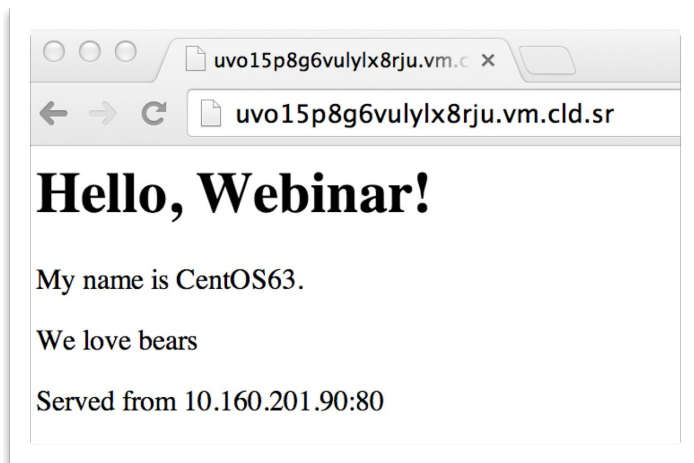 uvo15p8g6vulylx8rju.vm.c
uvo15p8g6vulylx8rju.vm.cld.sr
Hello, Webinar!
My name is CentOS63.
We love bears
Served from 10.160.201.90:80